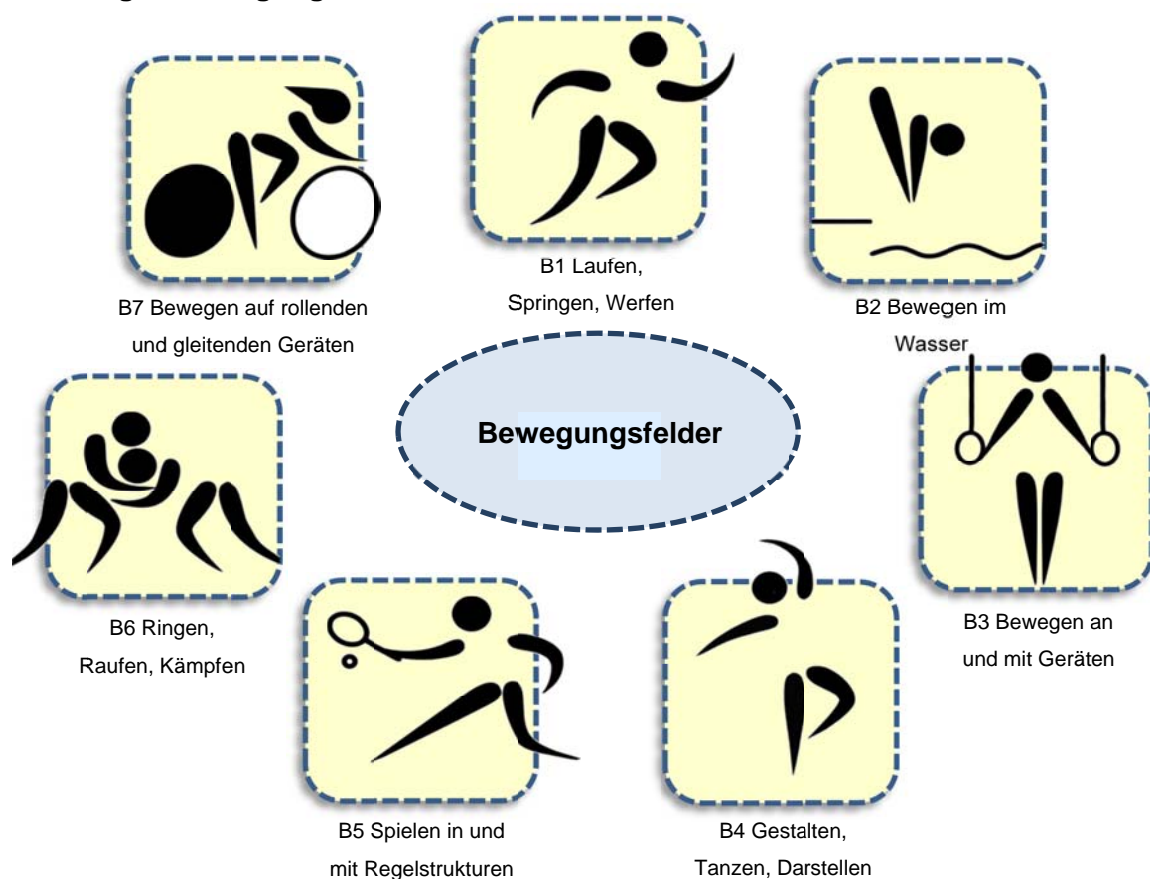 B1 Laufen,
Springen, Werfen
B2 Bewegen im
Wasser
B3 Bewegen an
und mit Geräten
B4 Gestalten,
Tanzen, Darstellen
B5 Spielen in und
mit Regelstrukturen
B6 Ringen,
Raufen, Kämpfen
B7 Bewegen auf rollenden
und gleitenden Geräten
Bewegungsfelder